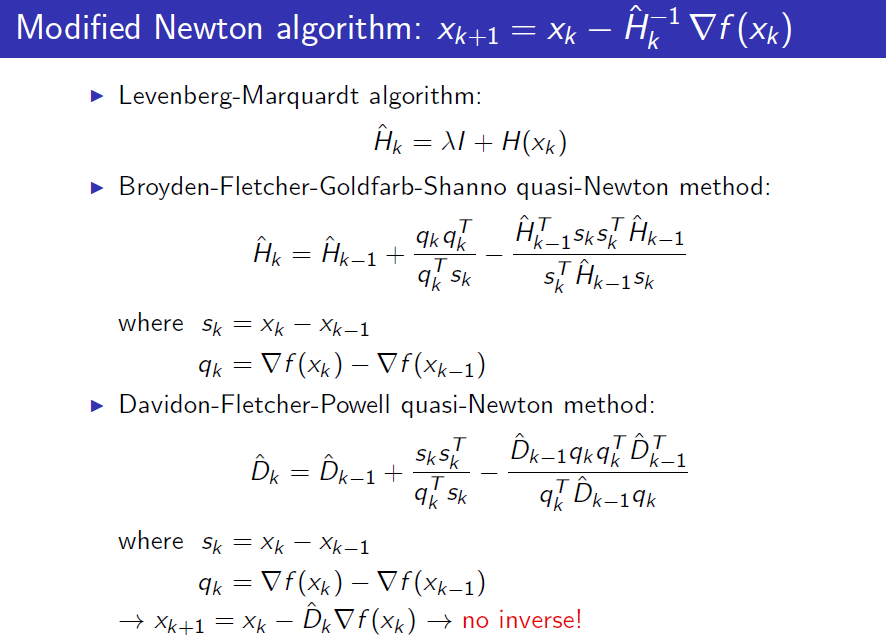 Modified Newton algorithm: $x_{k+1} = x_k - \hat{H}_k^{-1} \nabla f(x_k)$
▶ Levenberg-Marquardt algorithm:
$\hat{H}_k = \lambda I + H(x_k)$
▶ Broyden-Fletcher-Goldfarb-Shanno quasi-Newton method:
$\hat{H}_k = \hat{H}_{k-1} + \frac{q_k q_k^T}{q_k^T s_k} - \frac{\hat{H}_{k-1}^T s_k s_k^T \hat{H}_{k-1}}{s_k^T \hat{H}_{k-1} s_k}$
where $s_k = x_k - x_{k-1}$
$q_k = \nabla f(x_k) - \nabla f(x_{k-1})$
▶ Davidon-Fletcher-Powell quasi-Newton method:
$\hat{D}_k = \hat{D}_{k-1} + \frac{s_k s_k^T}{q_k^T s_k} - \frac{\hat{D}_{k-1} q_k q_k^T \hat{D}_{k-1}^T}{q_k^T \hat{D}_{k-1} q_k}$
where $s_k = x_k - x_{k-1}$
$q_k = \nabla f(x_k) - \nabla f(x_{k-1})$
→ $x_{k+1} = x_k - \hat{D}_k \nabla f(x_k)$ → no inverse!